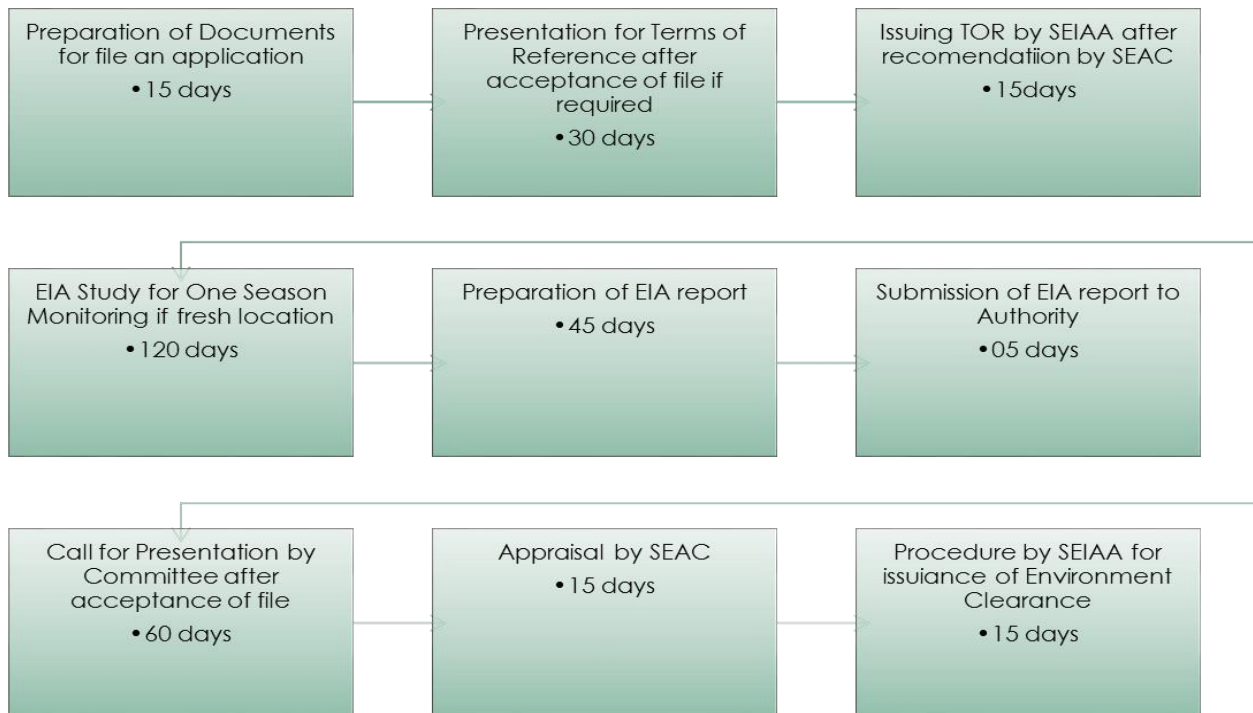 Preparation of Documents
for file an application
• 15 days
Presentation for Terms of
Reference after
acceptance of file if
required
• 30 days
Issuing TOR by SEIAA after
recomendatiion by SEAC
• 15days
EIA Study for One Season
Monitoring if fresh location
• 120 days
Preparation of EIA report
• 45 days
Submission of EIA report to
Authority
• 05 days
Call for Presentation by
Committee after
acceptance of file
• 60 days
Appraisal by SEAC
• 15 days
Procedure by SEIAA for
issuiance of Environment
Clearance
• 15 days